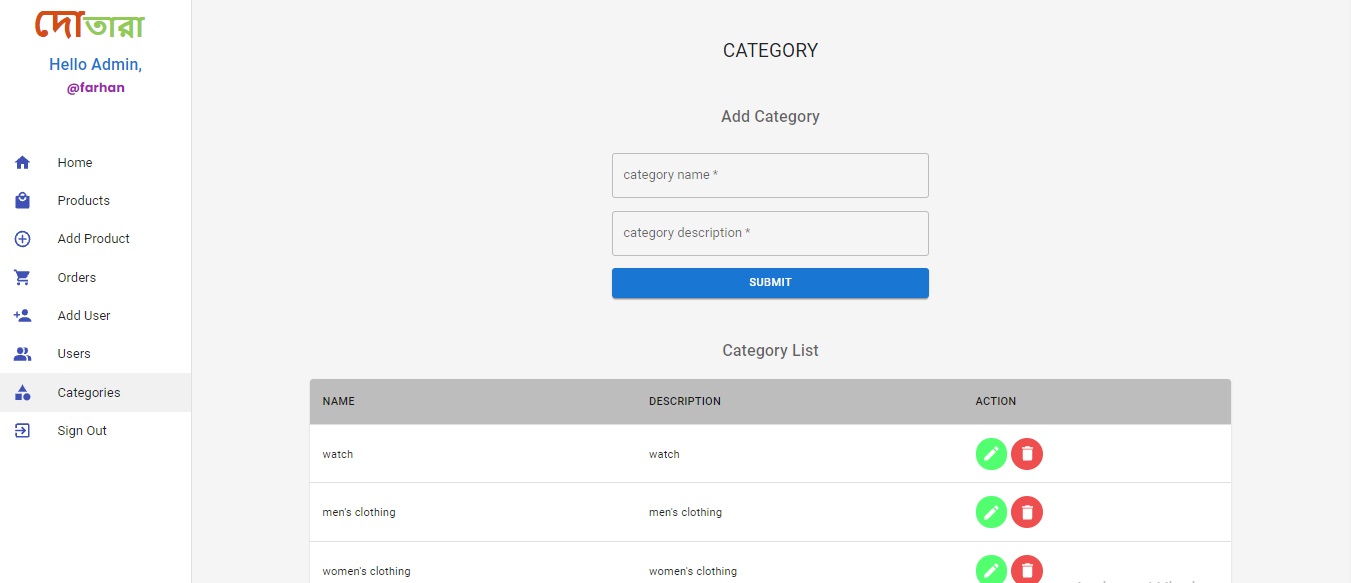 দোতারা
Hello Admin,
@farhan
Home
Products
Add Product
Orders
Add User
Users
Categories
Sign Out
CATEGORY
Add Category
category name *
category description *
SUBMIT
Category List
NAME DESCRIPTION ACTION
watch watch
men's clothing men's clothing
women's clothing women's clothing